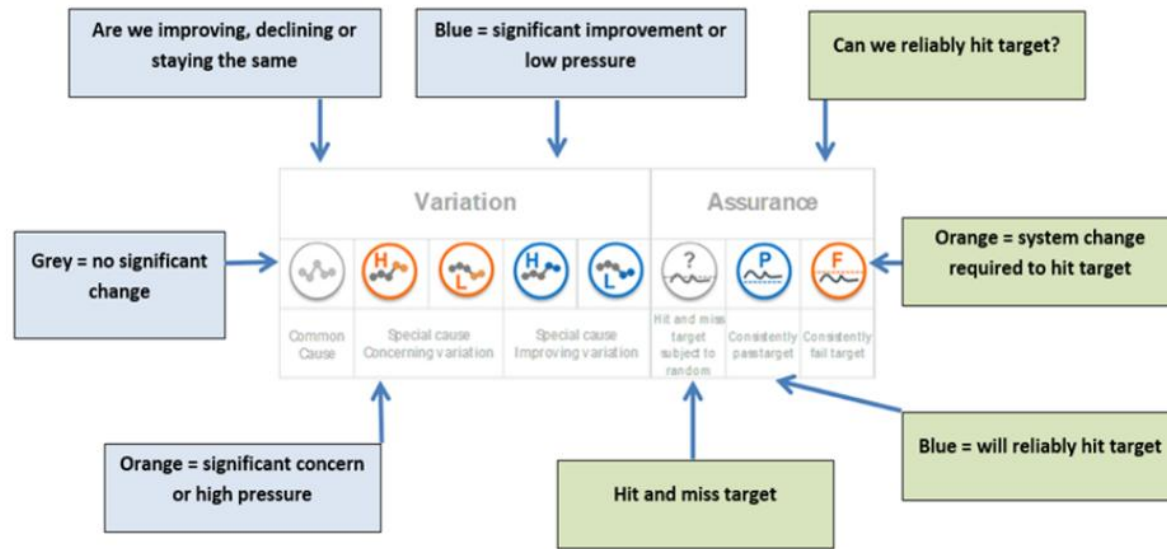 Are we improving, declining or
staying the same
Blue = significant improvement or
low pressure
Can we reliably hit target?
Variation
Assurance
Grey = no significant
change
H
L
H
L
?
P
F
Orange = system change
required to hit target
Common
Cause
Special cause
Concerning variation
Special cause
Improving variation
Hit and miss
target
subject to
random
Consistently
passtarget
Consistently
fail target
Orange = significant concern
or high pressure
Hit and miss target
Blue = will reliably hit target